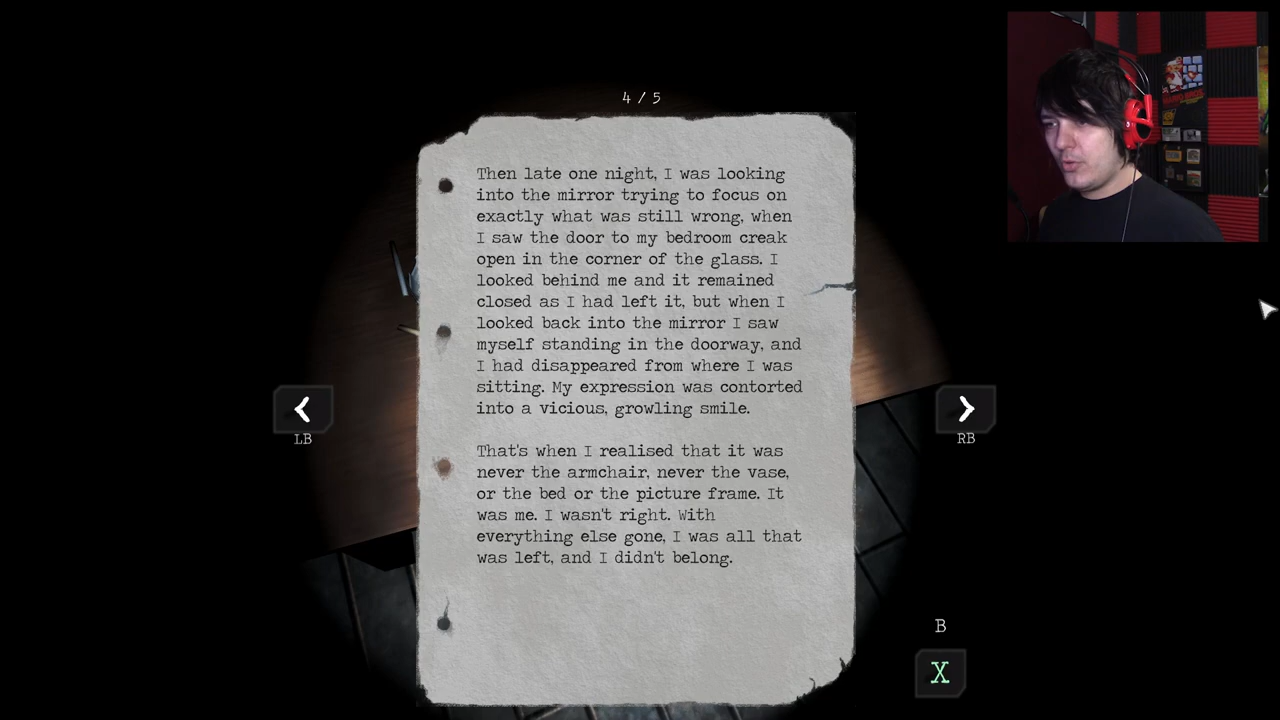 4 / 5
Then late one night, I was looking
into the mirror trying to focus on
exactly what was still wrong, when
I saw the door to my bedroom creak
open in the corner of the glass. I
looked behind me and it remained
closed as I had left it, but when I
looked back into the mirror I saw
myself standing in the doorway, and
I had disappeared from where I was
sitting. My expression was contorted
into a vicious, growling smile.
That's when I realised that it was
never the armchair, never the vase,
or the bed or the picture frame. It
was me. I wasn't right. With
everything else gone, I was all that
was left, and I didn't belong.
LB
RB
B
X